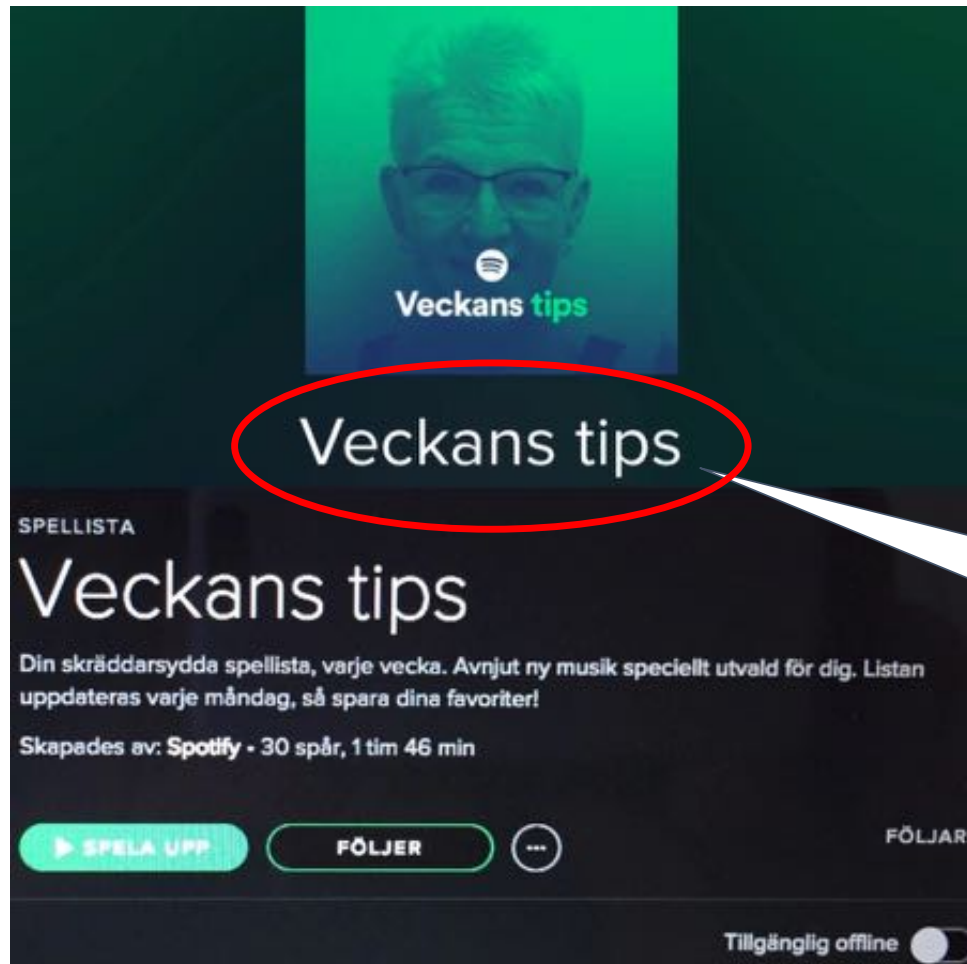 Veckans tips
Veckans tips
SPELLISTA
Veckans tips
Din skräddarsydda spellista, varje vecka. Avnjut ny musik speciellt utvald för dig. Listan
uppdateras varje måndag, så spara dina favoriter!
Skapades av: Spotify • 30 spår, 1 tim 46 min
SPELA UPP
FÖLJER
FÖLJAR
Tillgänglig offline